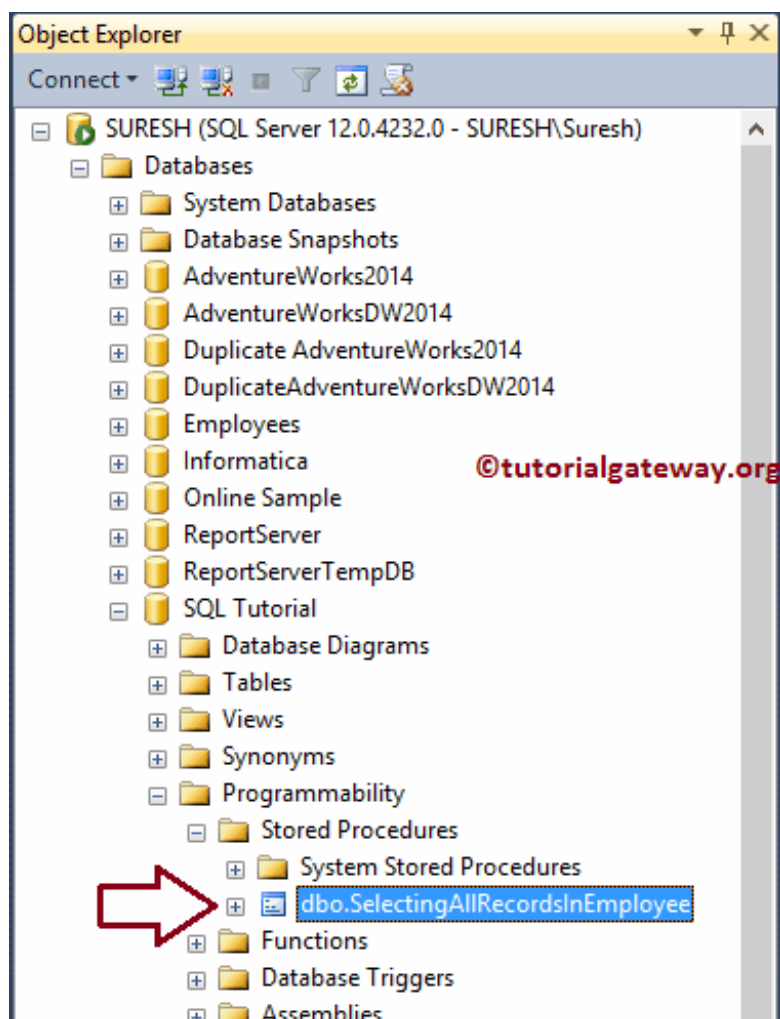 Object Explorer
Connect
SURESH (SQL Server 12.0.4232.0 - SURESH\Suresh)
Databases
System Databases
Database Snapshots
AdventureWorks2014
AdventureWorksDW2014
Duplicate AdventureWorks2014
DuplicateAdventureWorksDW2014
Employees
Informatica
©tutorialgateway.org
Online Sample
ReportServer
ReportServerTempDB
SQL Tutorial
Database Diagrams
Tables
Views
Synonyms
Programmability
Stored Procedures
System Stored Procedures
dbo.SelectingAllRecordsInEmployee
Functions
Database Triggers
Assemblies